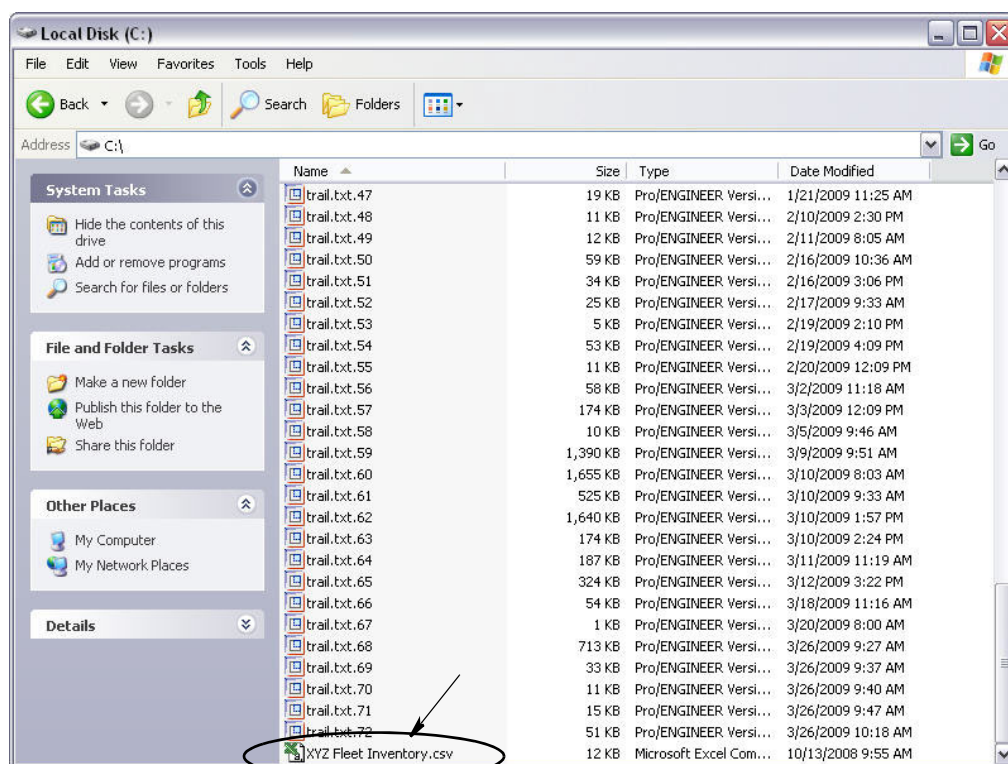 Local Disk (C:)
File Edit View Favorites Tools Help
Back Search Folders
Address C:\ Go
System Tasks
Hide the contents of this
drive
Add or remove programs
Search for files or folders
File and Folder Tasks
Make a new folder
Publish this folder to the
Web
Share this folder
Other Places
My Computer
My Network Places
Details
Name Size Type Date Modified
trail.txt.47 19 KB Pro/ENGINEER Versi... 1/21/2009 11:25 AM
trail.txt.48 11 KB Pro/ENGINEER Versi... 2/10/2009 2:30 PM
trail.txt.49 12 KB Pro/ENGINEER Versi... 2/11/2009 8:05 AM
trail.txt.50 59 KB Pro/ENGINEER Versi... 2/16/2009 10:36 AM
trail.txt.51 34 KB Pro/ENGINEER Versi... 2/16/2009 3:06 PM
trail.txt.52 25 KB Pro/ENGINEER Versi... 2/17/2009 9:33 AM
trail.txt.53 5 KB Pro/ENGINEER Versi... 2/19/2009 2:10 PM
trail.txt.54 53 KB Pro/ENGINEER Versi... 2/19/2009 4:09 PM
trail.txt.55 11 KB Pro/ENGINEER Versi... 2/20/2009 12:09 PM
trail.txt.56 58 KB Pro/ENGINEER Versi... 3/2/2009 11:18 AM
trail.txt.57 174 KB Pro/ENGINEER Versi... 3/3/2009 12:09 PM
trail.txt.58 10 KB Pro/ENGINEER Versi... 3/5/2009 9:46 AM
trail.txt.59 1,390 KB Pro/ENGINEER Versi... 3/9/2009 9:51 AM
trail.txt.60 1,655 KB Pro/ENGINEER Versi... 3/10/2009 8:03 AM
trail.txt.61 525 KB Pro/ENGINEER Versi... 3/10/2009 9:33 AM
trail.txt.62 1,640 KB Pro/ENGINEER Versi... 3/10/2009 1:57 PM
trail.txt.63 174 KB Pro/ENGINEER Versi... 3/10/2009 2:24 PM
trail.txt.64 187 KB Pro/ENGINEER Versi... 3/11/2009 11:19 AM
trail.txt.65 324 KB Pro/ENGINEER Versi... 3/12/2009 3:22 PM
trail.txt.66 54 KB Pro/ENGINEER Versi... 3/18/2009 11:16 AM
trail.txt.67 1 KB Pro/ENGINEER Versi... 3/20/2009 8:00 AM
trail.txt.68 713 KB Pro/ENGINEER Versi... 3/26/2009 9:27 AM
trail.txt.69 33 KB Pro/ENGINEER Versi... 3/26/2009 9:37 AM
trail.txt.70 11 KB Pro/ENGINEER Versi... 3/26/2009 9:40 AM
trail.txt.71 15 KB Pro/ENGINEER Versi... 3/26/2009 9:47 AM
trail.txt.72 51 KB Pro/ENGINEER Versi... 3/26/2009 10:18 AM
XYZ Fleet Inventory.csv 12 KB Microsoft Excel Com... 10/13/2008 9:55 AM